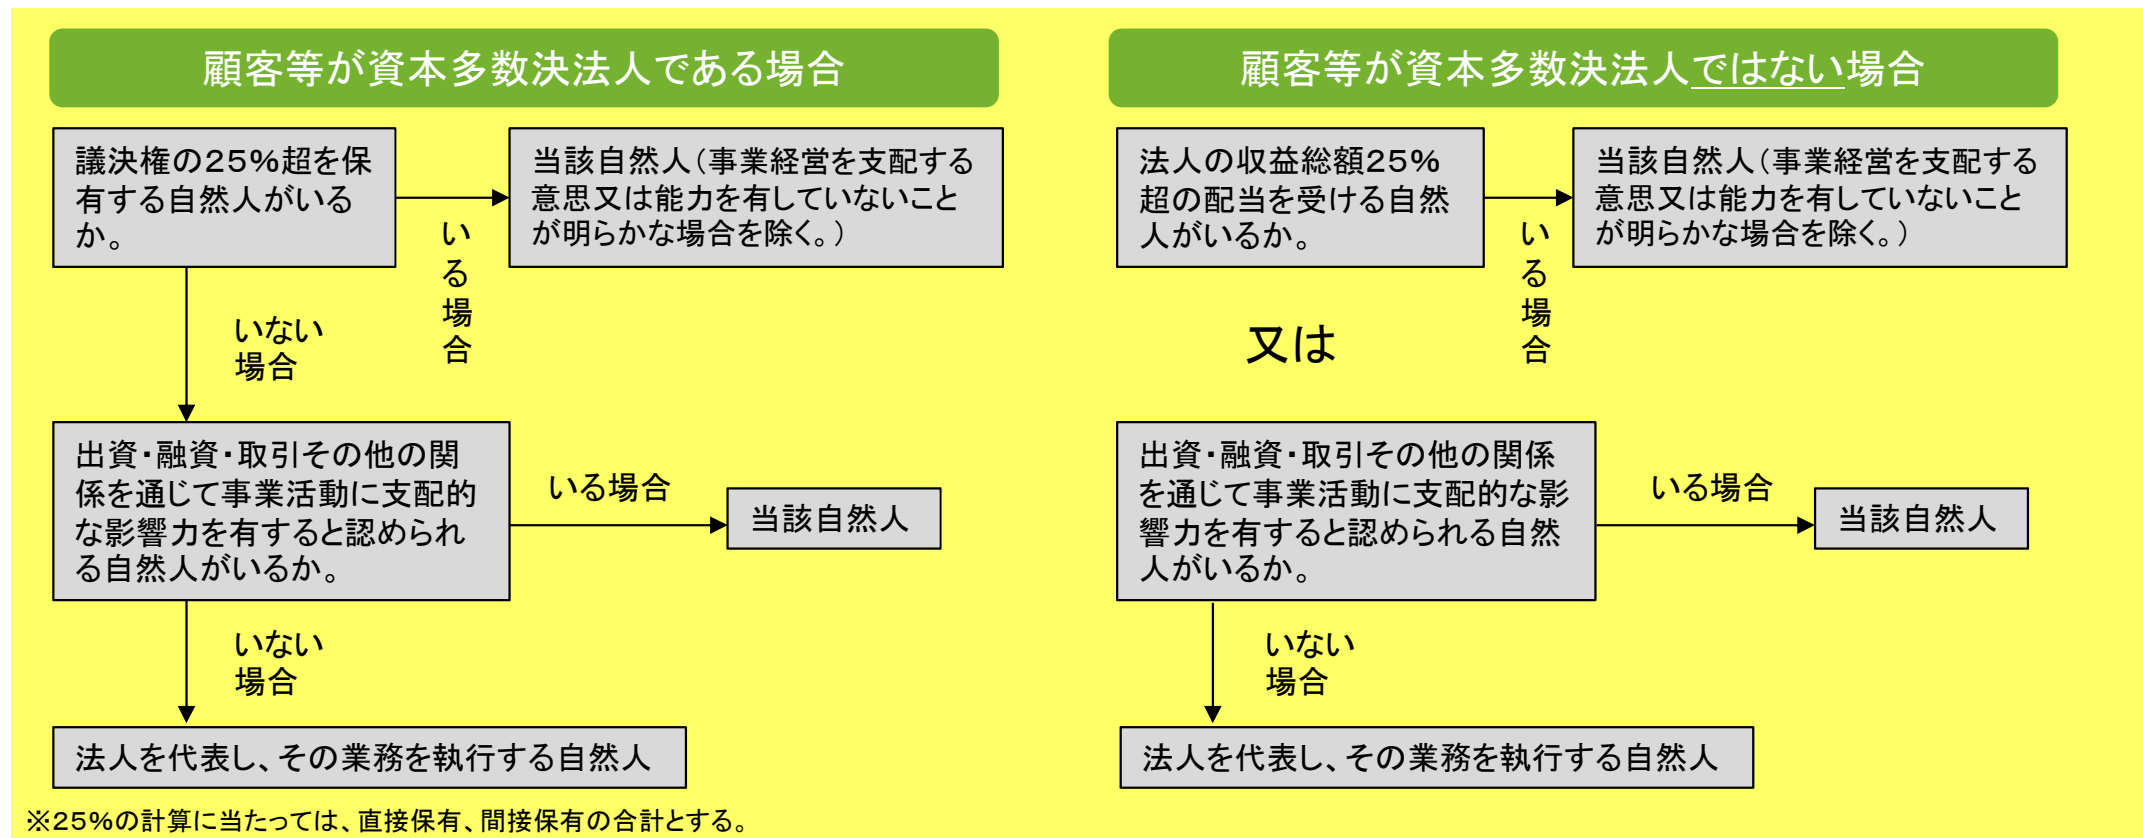 顧客等が資本多数決法人である場合
議決権の25%超を保
有する自然人がいる
か。
いる場合
当該自然人(事業経営を支配する
意思又は能力を有していないこと
が明らかな場合を除く。)
いない
場合
出資・融資・取引その他の関
係を通じて事業活動に支配的
な影響力を有すると認められ
る自然人がいるか。
いる場合
当該自然人
いない
場合
法人を代表し、その業務を執行する自然人
※25%の計算に当たっては、直接保有、間接保有の合計とする。
顧客等が資本多数決法人ではない場合
法人の収益総額25%
超の配当を受ける自然
人がいるか。
いる場合
当該自然人(事業経営を支配する
意思又は能力を有していないこと
が明らかな場合を除く。)
又は
出資・融資・取引その他の関係
を通じて事業活動に支配的な影
響力を有すると認められる自然
人がいるか。
いる場合
当該自然人
いない
場合
法人を代表し、その業務を執行する自然人